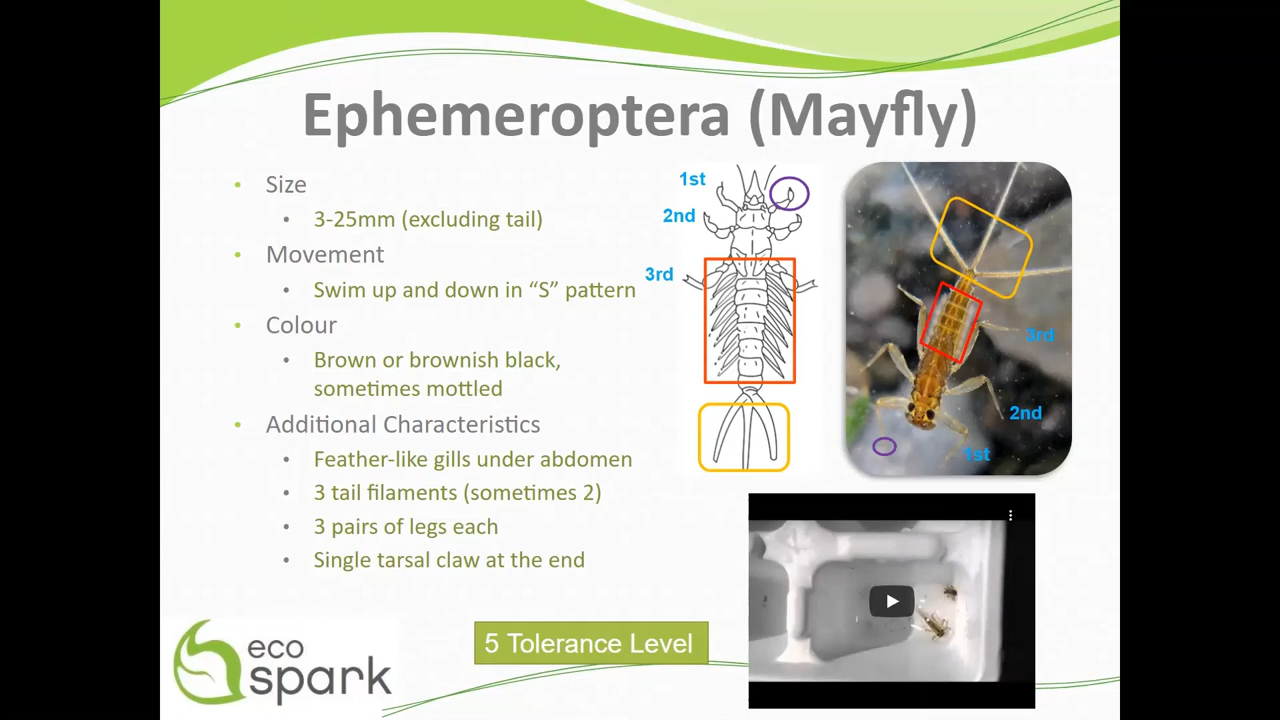 Ephemeroptera (Mayfly)
• Size
• 3-25mm (excluding tail)
• Movement
• Swim up and down in “S” pattern
• Colour
• Brown or brownish black,
sometimes mottled
• Additional Characteristics
• Feather-like gills under abdomen
• 3 tail filaments (sometimes 2)
• 3 pairs of legs each
• Single tarsal claw at the end
1st
2nd
3rd
3rd
2nd
1st
5 Tolerance Level
eco
spark